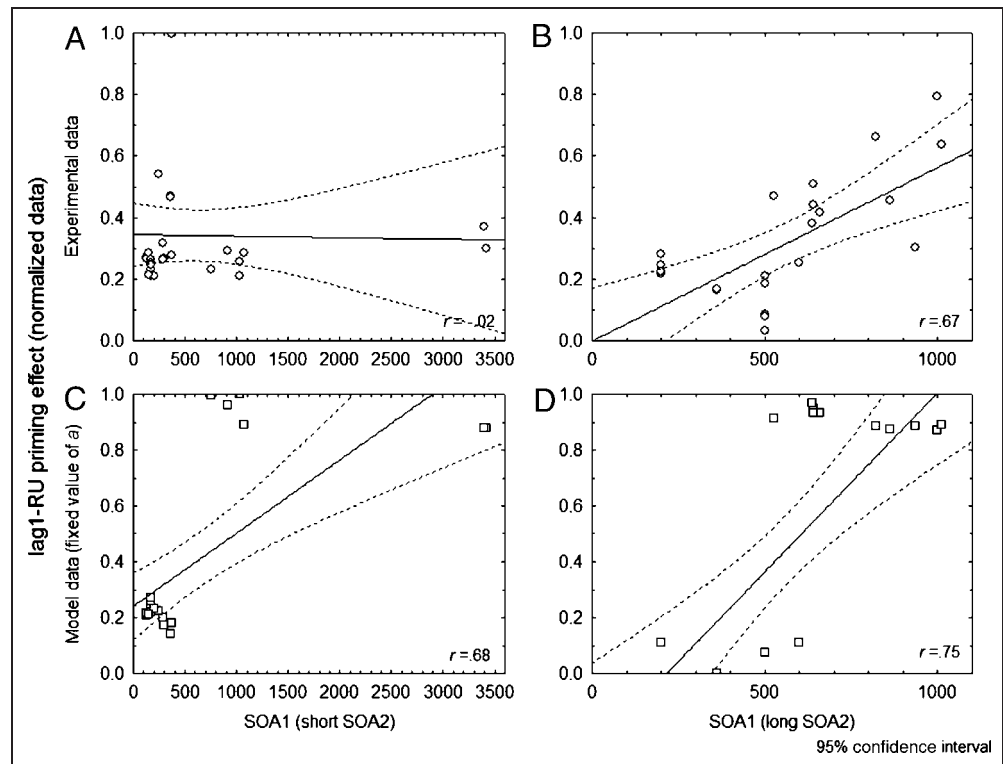 lag1-RU priming effect (normalized data)
Experimental data
A
1.0
0.8
0.6
0.4
0.2
0.0
0 500 1000 1500 2000 2500 3000 3500
r = -.02
B
1.0
0.8
0.6
0.4
0.2
0.0
0 500 1000
r =.67
Model data (fixed value of a)
C
1.0
0.8
0.6
0.4
0.2
0.0
0 500 1000 1500 2000 2500 3000 3500
r =.68
SOA1 (short SOA2)
D
1.0
0.8
0.6
0.4
0.2
0.0
0 500 1000
r =.75
SOA1 (long SOA2)
95% confidence interval